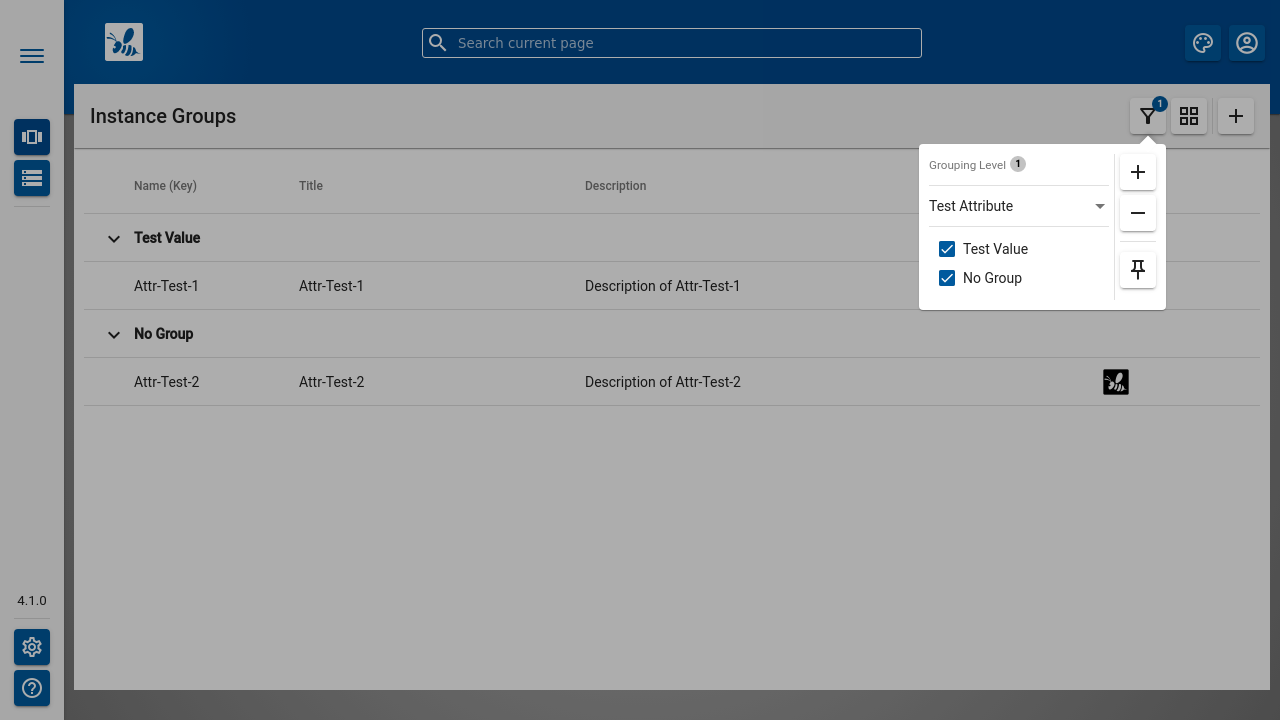 Search current page
Instance Groups
1
Grouping Level 1
Name (Key) Title Description
Test Attribute
Test Value
Test Value
No Group
Attr-Test-1 Attr-Test-1 Description of Attr-Test-1
No Group
Attr-Test-2 Attr-Test-2 Description of Attr-Test-2
4.1.0